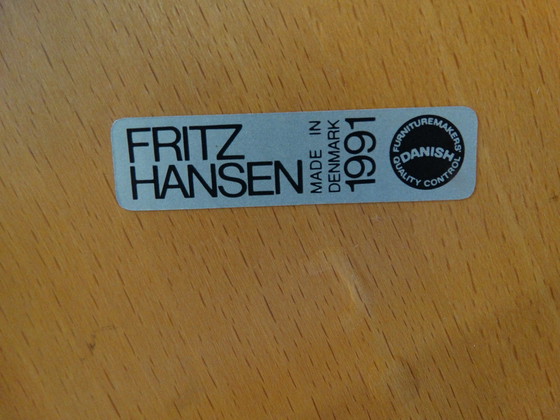 FRITZ
HANSEN
MADE IN
DENMARK
1991
FURNITUREMAKERS'
DANISH
QUALITY CONTROL